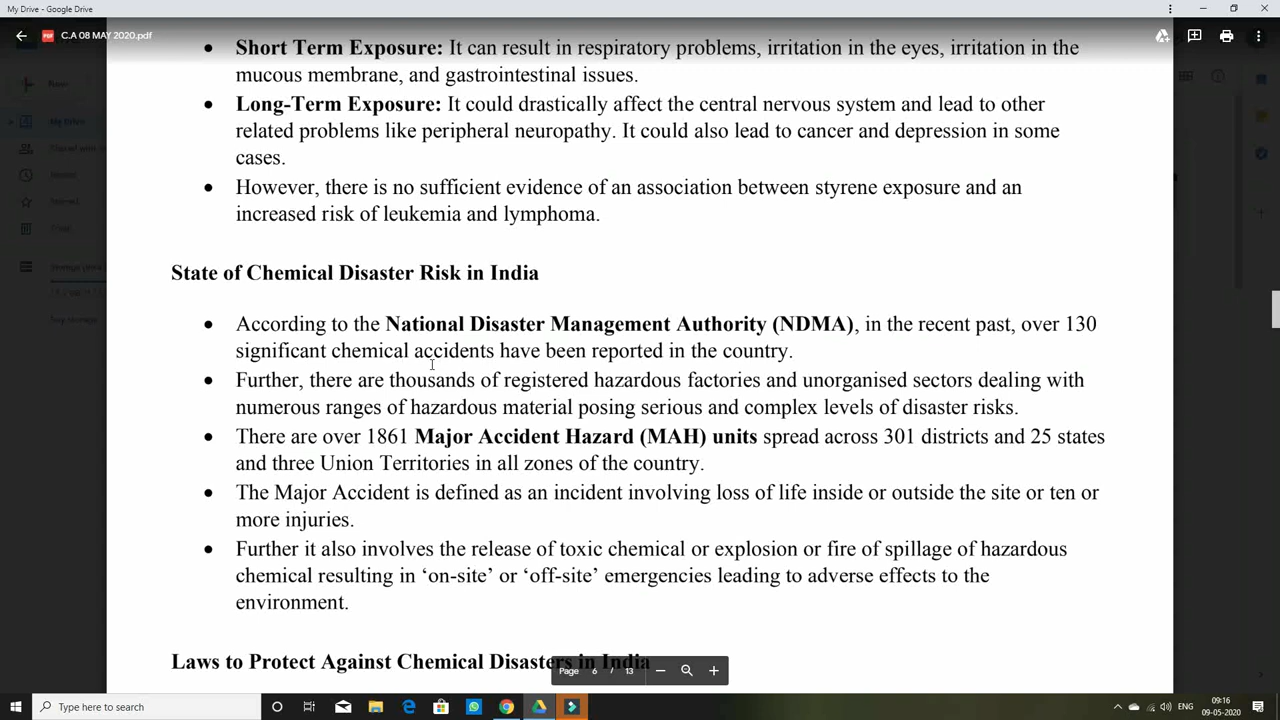 My Drive - Google Drive
C.A 08 MAY 2020.pdf
• Short Term Exposure: It can result in respiratory problems, irritation in the eyes, irritation in the
mucous membrane, and gastrointestinal issues.
• Long-Term Exposure: It could drastically affect the central nervous system and lead to other
related problems like peripheral neuropathy. It could also lead to cancer and depression in some
cases.
• However, there is no sufficient evidence of an association between styrene exposure and an
increased risk of leukemia and lymphoma.
State of Chemical Disaster Risk in India
• According to the National Disaster Management Authority (NDMA), in the recent past, over 130
significant chemical accidents have been reported in the country.
• Further, there are thousands of registered hazardous factories and unorganised sectors dealing with
numerous ranges of hazardous material posing serious and complex levels of disaster risks.
• There are over 1861 Major Accident Hazard (MAH) units spread across 301 districts and 25 states
and three Union Territories in all zones of the country.
• The Major Accident is defined as an incident involving loss of life inside or outside the site or ten or
more injuries.
• Further it also involves the release of toxic chemical or explosion or fire of spillage of hazardous
chemical resulting in ‘on-site’ or ‘off-site’ emergencies leading to adverse effects to the
environment.
Laws to Protect Against Chemical Disasters in India
Page 6 / 13
Type here to search
ENG
09:16
09-05-2020